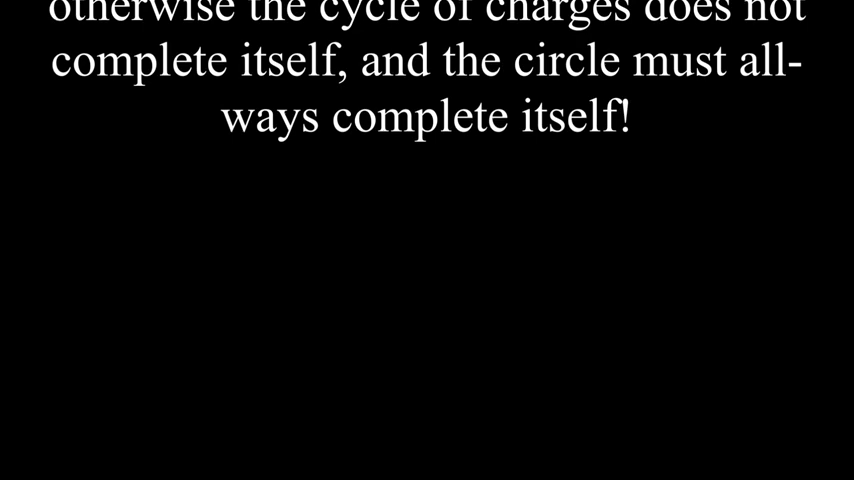 otherwise the cycle of charges does not
complete itself, and the circle must all-
ways complete itself!